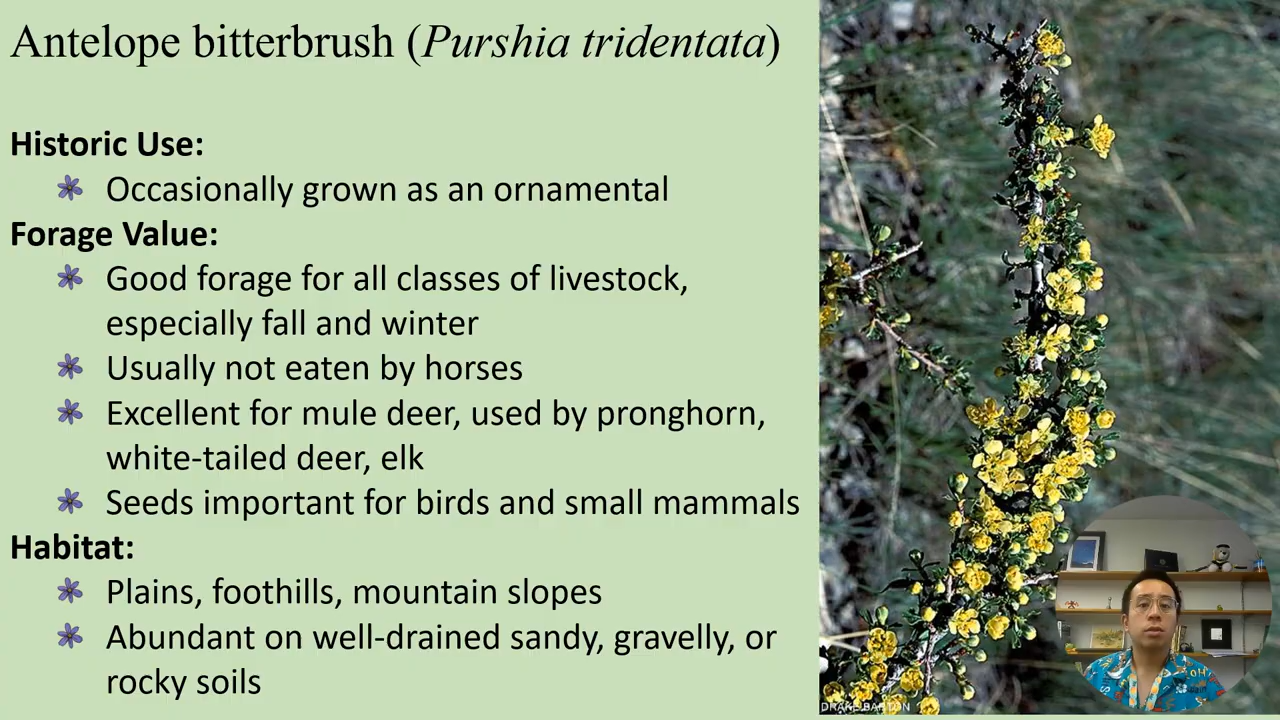 Antelope bitterbrush (Purshia tridentata)
Historic Use:
Occasionally grown as an ornamental
Forage Value:
Good forage for all classes of livestock,
especially fall and winter
Usually not eaten by horses
Excellent for mule deer, used by pronghorn,
white-tailed deer, elk
Seeds important for birds and small mammals
Habitat:
Plains, foothills, mountain slopes
Abundant on well-drained sandy, gravelly, or
rocky soils
DRAKE BARTON